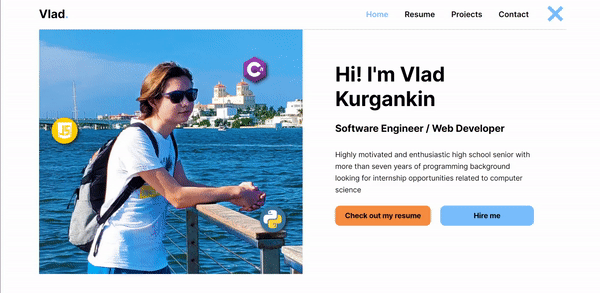 Vlad.
Home Resume Projects Contact
C#
JS
Hi! I'm Vlad
Kurgankin
Software Engineer / Web Developer
Highly motivated and enthusiastic high school senior with
more than seven years of programming background
looking for internship opportunities related to computer
science
Check out my resume
Hire me